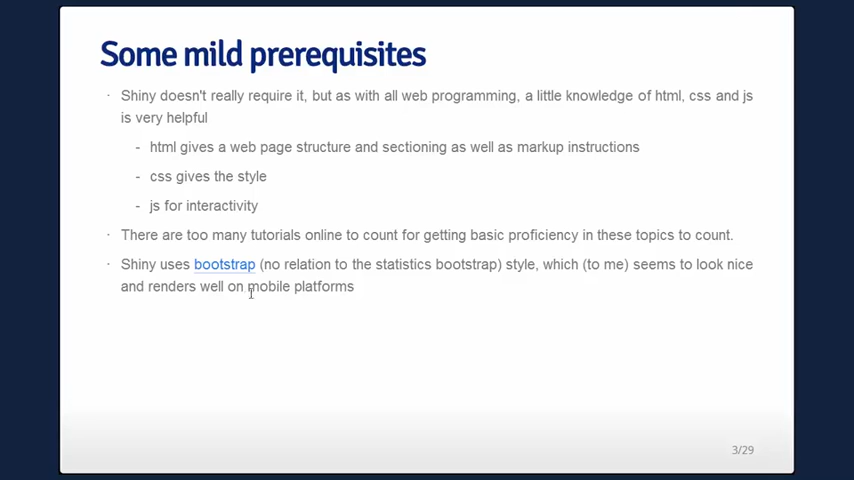 Some mild prerequisites
· Shiny doesn't really require it, but as with all web programming, a little knowledge of html, css and js
is very helpful
- html gives a web page structure and sectioning as well as markup instructions
- css gives the style
- js for interactivity
· There are too many tutorials online to count for getting basic proficiency in these topics to count.
· Shiny uses bootstrap (no relation to the statistics bootstrap) style, which (to me) seems to look nice
and renders well on mobile platforms
3/29